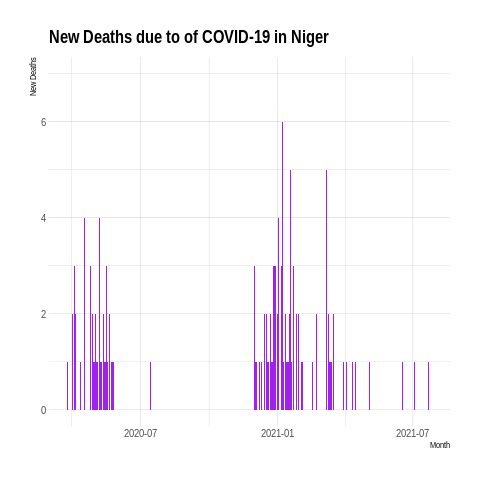 New Deaths due to of COVID-19 in Niger
New Deaths
6
4
2
0
2020-07
2021-01
2021-07
Month